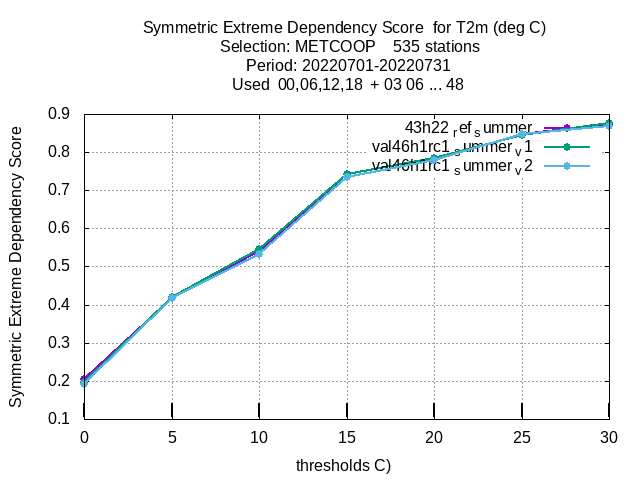 Symmetric Extreme Dependency Score  for T2m (deg C)
Selection: METCOOP    535 stations
Period: 20220701-20220731
Used  00,06,12,18  + 03 06 ... 48
43h22 ref summer
val46h1rc1 summer v1
val46h1rc1 summer v2
Symmetric Extreme Dependency Score
0.9
0.8
0.7
0.6
0.5
0.4
0.3
0.2
0.1
0 5 10 15 20 25 30
thresholds C)